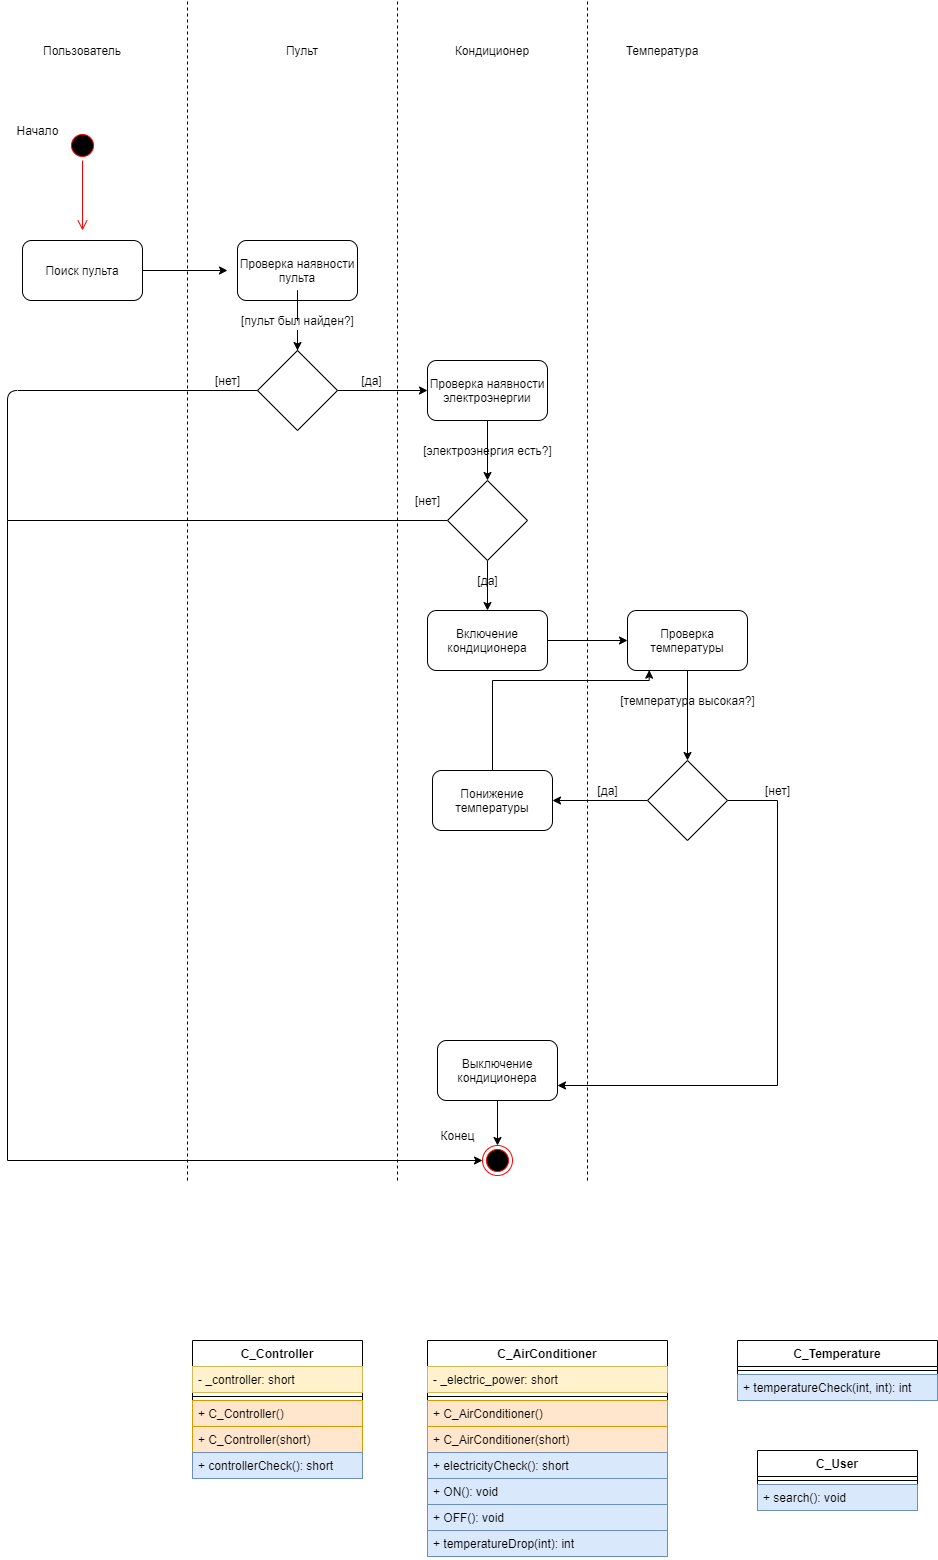 Пользователь
Пульт
Кондиционер
Температура
Начало
Поиск пульта
Проверка наявности
пульта
[пульт был найден?]
[нет]
[да]
Проверка наявности
электроэнергии
[электроэнергия есть?]
[нет]
[да]
Включение
кондиционера
Проверка
температуры
[температура высокая?]
Понижение
температуры
[да]
[нет]
Выключение
кондиционера
Конец
C_Controller
- _controller: short
+ C_Controller()
+ C_Controller(short)
+ controllerCheck(): short
C_AirConditioner
- _electric_power: short
+ C_AirConditioner()
+ C_AirConditioner(short)
+ electricityCheck(): short
+ ON(): void
+ OFF(): void
+ temperatureDrop(int): int
C_Temperature
+ temperatureCheck(int, int): int
C_User
+ search(): void